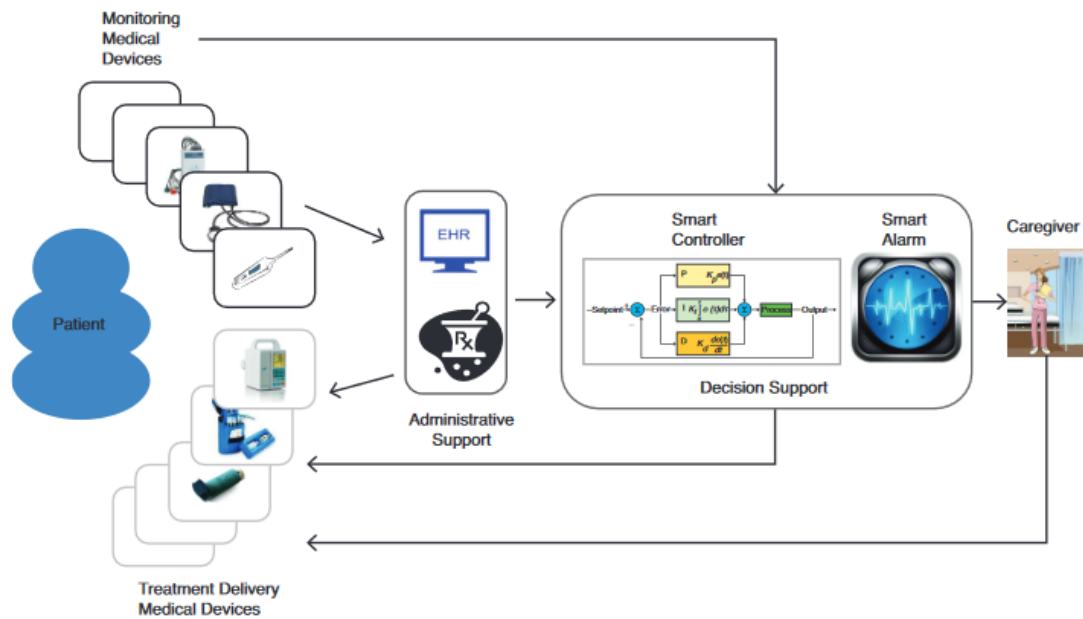 Monitoring
Medical
Devices
EHR
Rx
Patient
Administrative
Support
Smart
Controller
Smart
Alarm
Caregiver
P
Setpoint
Error
I
Process
Output
D
Decision Support
Treatment Delivery
Medical Devices